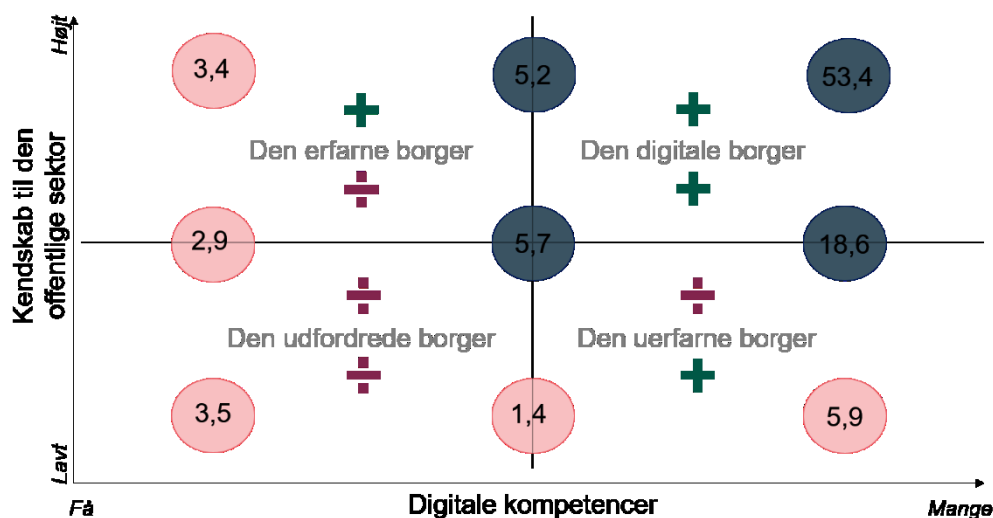 Højt
3,4
5,2
53,4
Den erfarne borger
Den digitale borger
Kendskab til den
offentlige sektor
2,9
5,7
18,6
Den udfordrede borger
Den uerfarne borger
3,5
1,4
5,9
Lavt
Få
Digitale kompetencer
Mange